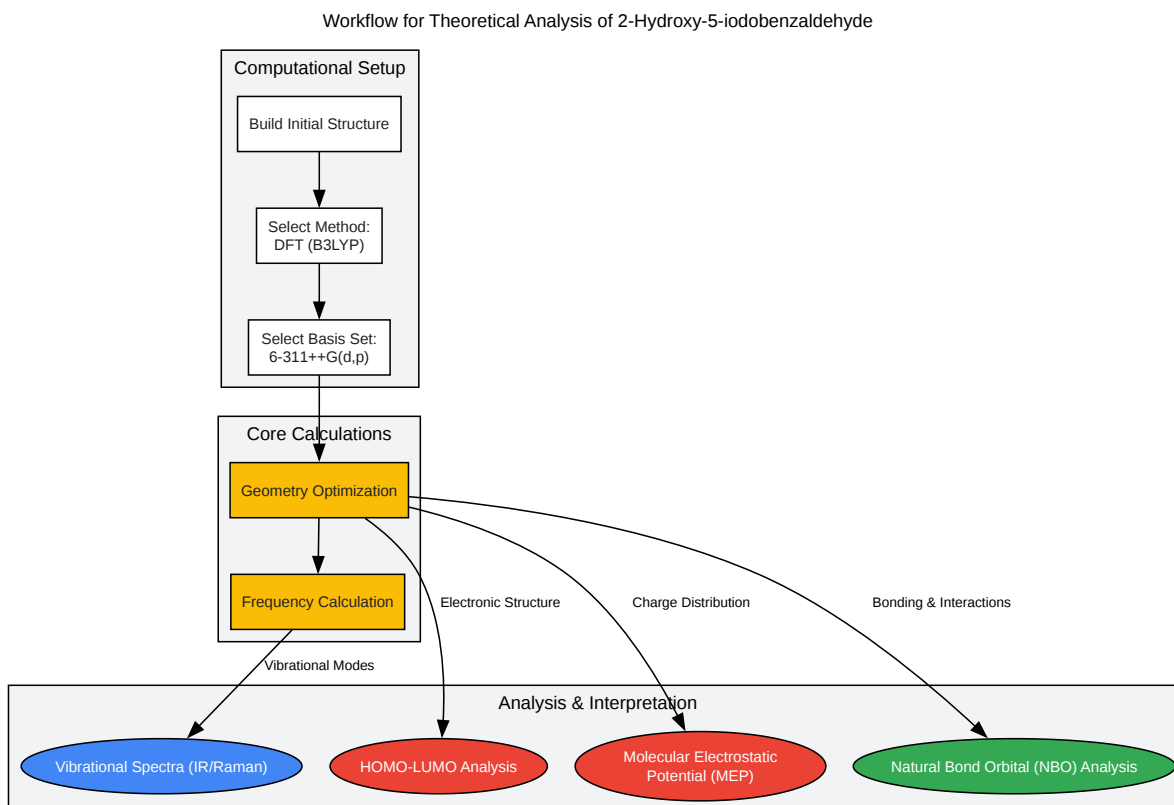 Workflow for Theoretical Analysis of 2-Hydroxy-5-iodobenzaldehyde
Computational Setup
Build Initial Structure
Select Method:
DFT (B3LYP)
Select Basis Set:
6-311++G(d,p)
Core Calculations
Geometry Optimization
Frequency Calculation
Electronic Structure
Charge Distribution
Bonding & Interactions
Vibrational Modes
Analysis & Interpretation
Vibrational Spectra (IR/Raman)
HOMO-LUMO Analysis
Molecular Electrostatic
Potential (MEP)
Natural Bond Orbital (NBO) Analysis